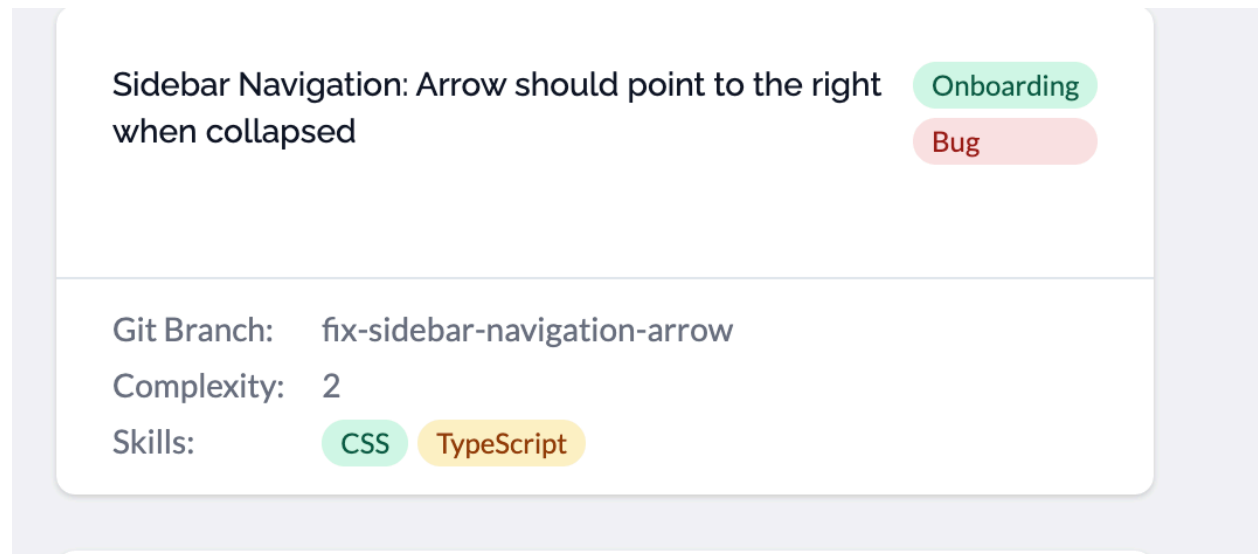 Sidebar Navigation: Arrow should point to the right
when collapsed
Onboarding
Bug
Git Branch: fix-sidebar-navigation-arrow
Complexity: 2
Skills: CSS TypeScript